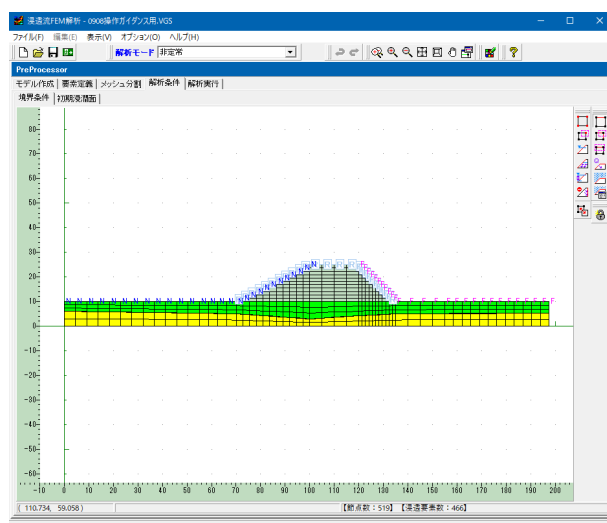 浸透流FEM解析 - 0908操作ガイダンス用.VGS
ファイル(F) 編集(E) 表示(V) オプション(O) ヘルプ(H)
解析モード 非定常
PreProcessor
モデル作成 要素定義 メッシュ分割 解析条件 解析実行
境界条件 初期浸潤面
80
70
60
50
40
30
20
10
0
-10
-20
-30
-40
-50
-60
-10 0 10 20 30 40 50 60 70 80 90 100 110 120 130 140 150 160 170 180 190 200
( 110.734, 59.058 ) 【節点数:519】【浸透要素数:466】